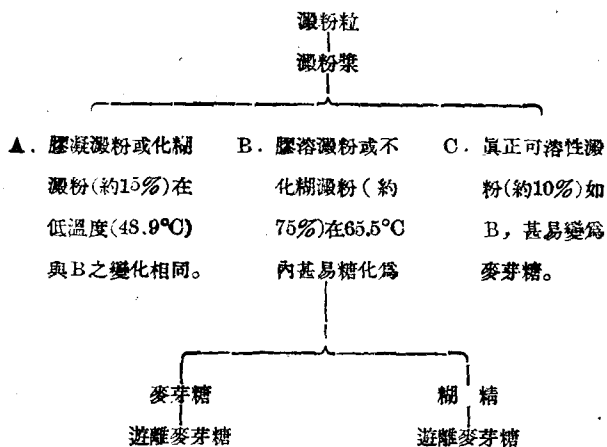 澱粉粒
澱粉漿
A. 膠凝澱粉或化糊
澱粉(約15%)在
低溫度(48.9°C)
與B之變化相同。
B. 膠溶澱粉或不
化糊澱粉(約
75%)在65.5°C
內甚易糖化爲
C. 眞正可溶性澱
粉(約10%)如
B，甚易變爲
麥芽糖。
麥芽糖
糊 精
遊離麥芽糖
遊離麥芽糖